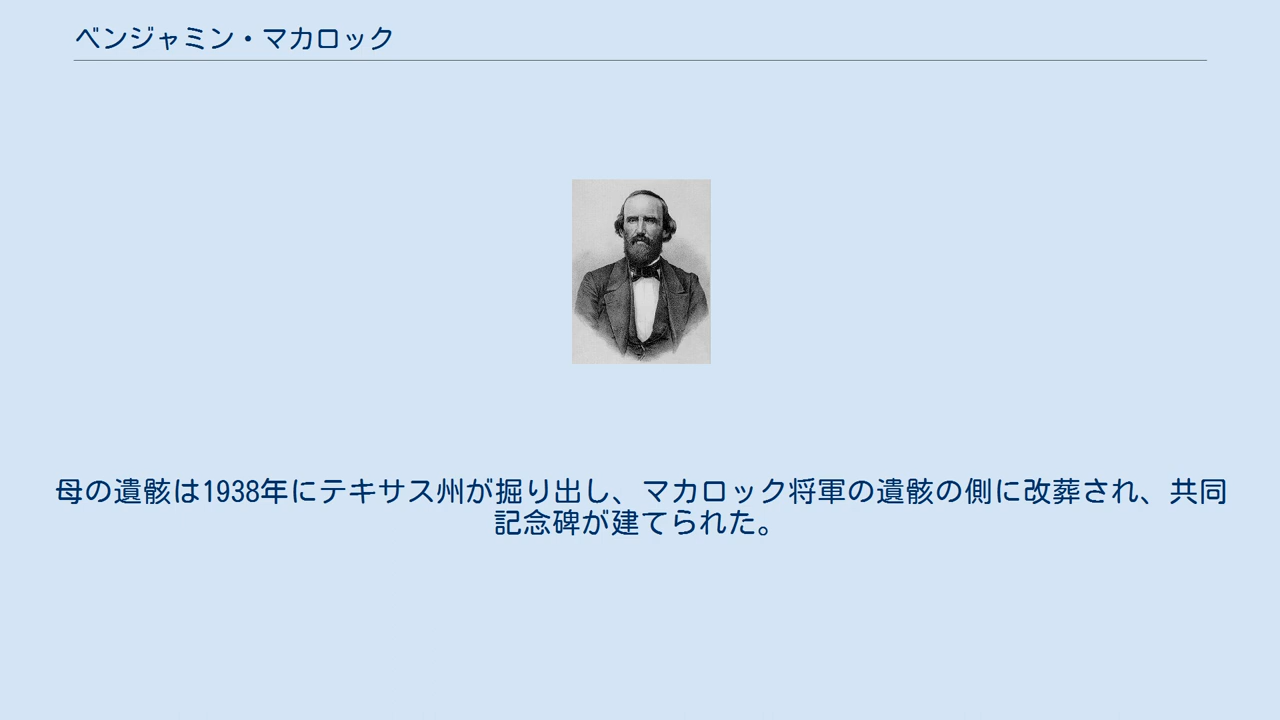 ベンジャミン・マカロック
母の遺骸は1938年にテキサス州が掘り出し、マカロック将軍の遺骸の側に改葬され、共同
記念碑が建てられた。